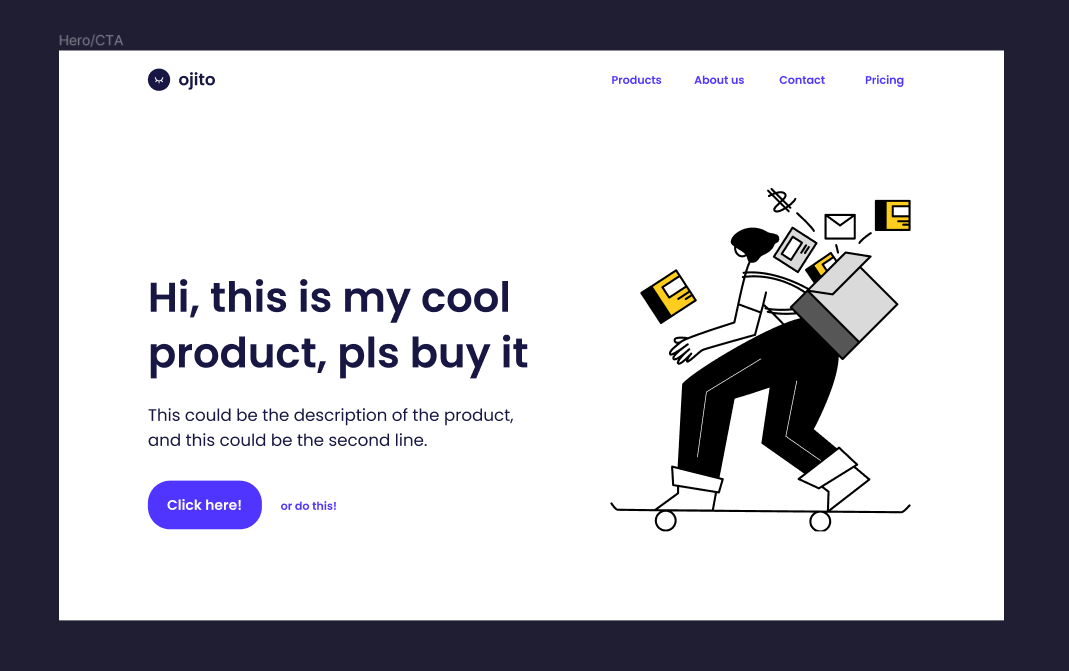 Hero/CTA
ojito
Products About us Contact Pricing
Hi, this is my cool
product, pls buy it
This could be the description of the product,
and this could be the second line.
Click here! or do this!